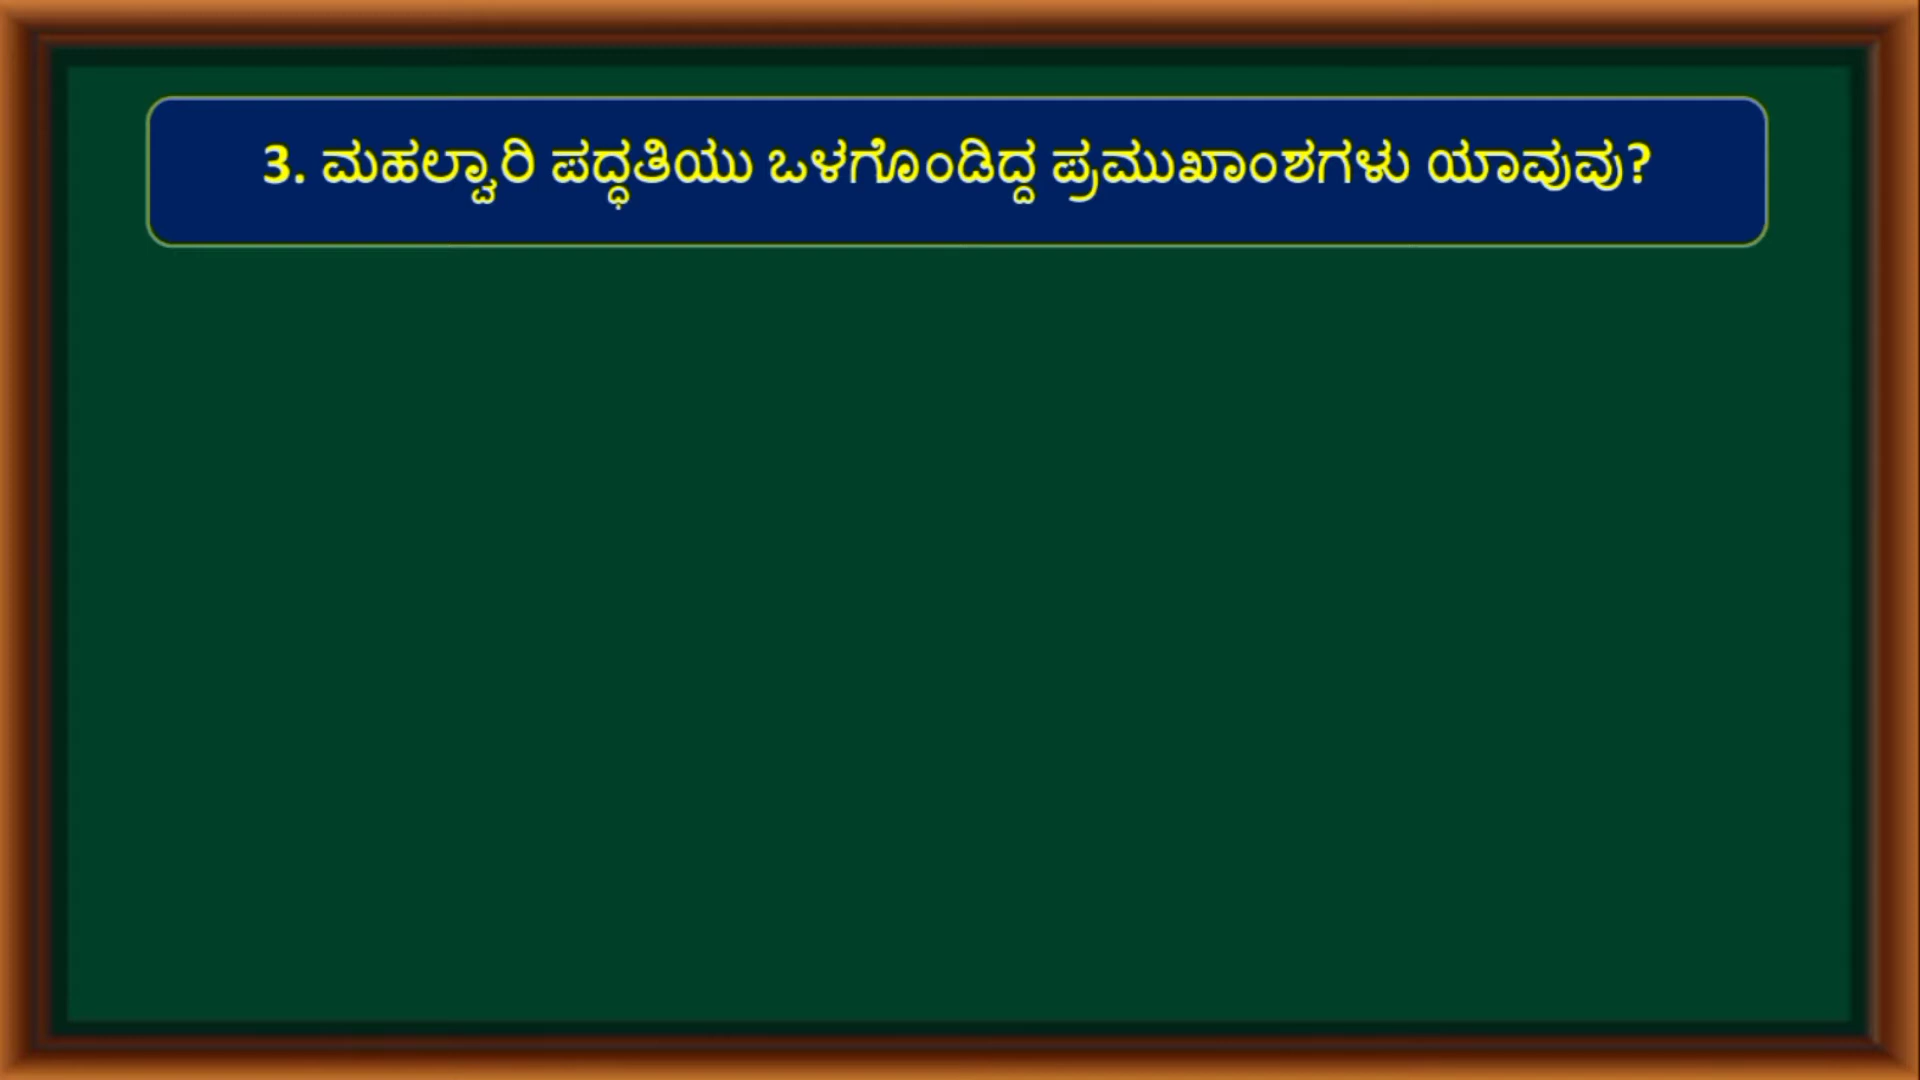 3. ಮಹಲ್ವಾರಿ ಪದ್ಧತಿಯು ಒಳಗೊಂಡಿದ್ದ ಪ್ರಮುಖಾಂಶಗಳು ಯಾವುವು?